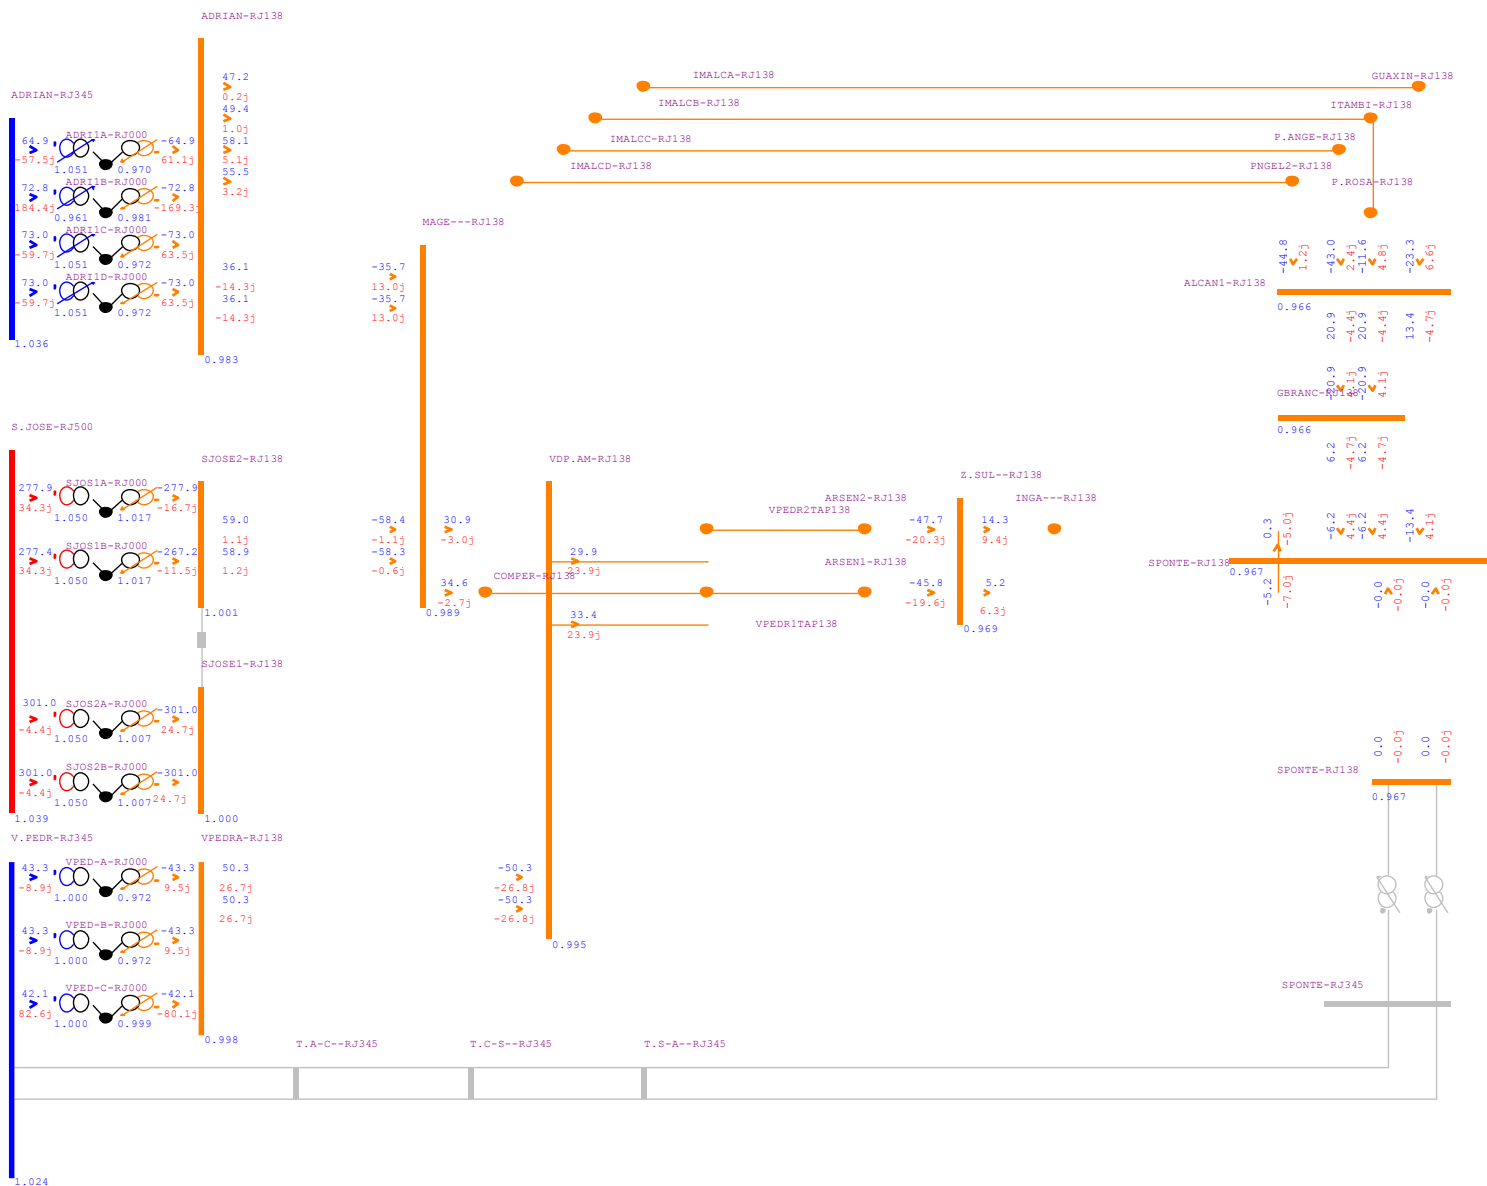 ADRIAN-RJ138
47.2
0.2j
49.4
1.0j
58.1
5.1j
55.5
3.2j
36.1
-14.3j
36.1
-14.3j
0.983
ADRIAN-RJ345
ADRI1A-RJ000
64.9
-57.5j
1.051
0.970
-64.9
61.1j
ADRI1B-RJ000
72.8
184.4j
0.961
0.981
-72.8
-169.3j
ADRI1C-RJ000
73.0
-59.7j
1.051
0.972
-73.0
63.5j
ADRI1D-RJ000
73.0
-59.7j
1.051
0.972
-73.0
63.5j
1.036
IMALCA-RJ138
GUAXIN-RJ138
IMALCB-RJ138
ITAMBI-RJ138
IMALCC-RJ138
P.ANGE-RJ138
IMALCD-RJ138
PNGEL2-RJ138
P.ROSA-RJ138
MAGE---RJ138
-35.7
13.0j
-35.7
13.0j
-58.4
-1.1j
-58.3
-0.6j
30.9
-3.0j
34.6
-2.7j
0.989
ALCAN1-RJ138
-44.8
1.2j
-43.0
2.4j
-11.6
4.8j
-23.3
6.6j
0.966
20.9
-4.4j
20.9
-4.4j
13.4
-4.7j
GBRANC-RJ138
-20.9
4.1j
-20.9
4.1j
0.966
6.2
-4.7j
6.2
-4.7j
S.JOSE-RJ500
SJOS1A-RJ000
277.9
34.3j
1.050
1.017
-277.9
-16.7j
SJOS1B-RJ000
277.4
34.3j
1.050
1.017
-267.2
-11.5j
SJOSE2-RJ138
59.0
1.1j
58.9
1.2j
1.001
SJOSE1-RJ138
SJOS2A-RJ000
301.0
-4.4j
1.050
1.007
-301.0
24.7j
SJOS2B-RJ000
301.0
-4.4j
1.050
1.007
-301.0
24.7j
1.039
1.000
VDP.AM-RJ138
29.9
23.9j
COMPER-RJ138
33.4
23.9j
-50.3
-26.8j
-50.3
-26.8j
0.995
ARSEN2-RJ138
VPEDR2TAP138
ARSEN1-RJ138
VPEDR1TAP138
Z.SUL--RJ138
-47.7
-20.3j
-45.8
-19.6j
14.3
9.4j
5.2
6.3j
0.969
INGA---RJ138
SPONTE-RJ138
0.3
-5.0j
-6.2
4.4j
-6.2
4.4j
-13.4
4.1j
0.967
-5.2
-7.0j
-0.0
-0.0j
-0.0
-0.0j
SPONTE-RJ138
0.0
-0.0j
0.0
-0.0j
0.967
V.PEDR-RJ345
VPEDRA-RJ138
VPED-A-RJ000
43.3
-8.9j
1.000
0.972
-43.3
9.5j
VPED-B-RJ000
43.3
-8.9j
1.000
0.972
-43.3
9.5j
VPED-C-RJ000
42.1
82.6j
1.000
0.999
-42.1
-80.1j
50.3
26.7j
50.3
26.7j
0.998
SPONTE-RJ345
T.A-C--RJ345
T.C-S--RJ345
T.S-A--RJ345
1.024